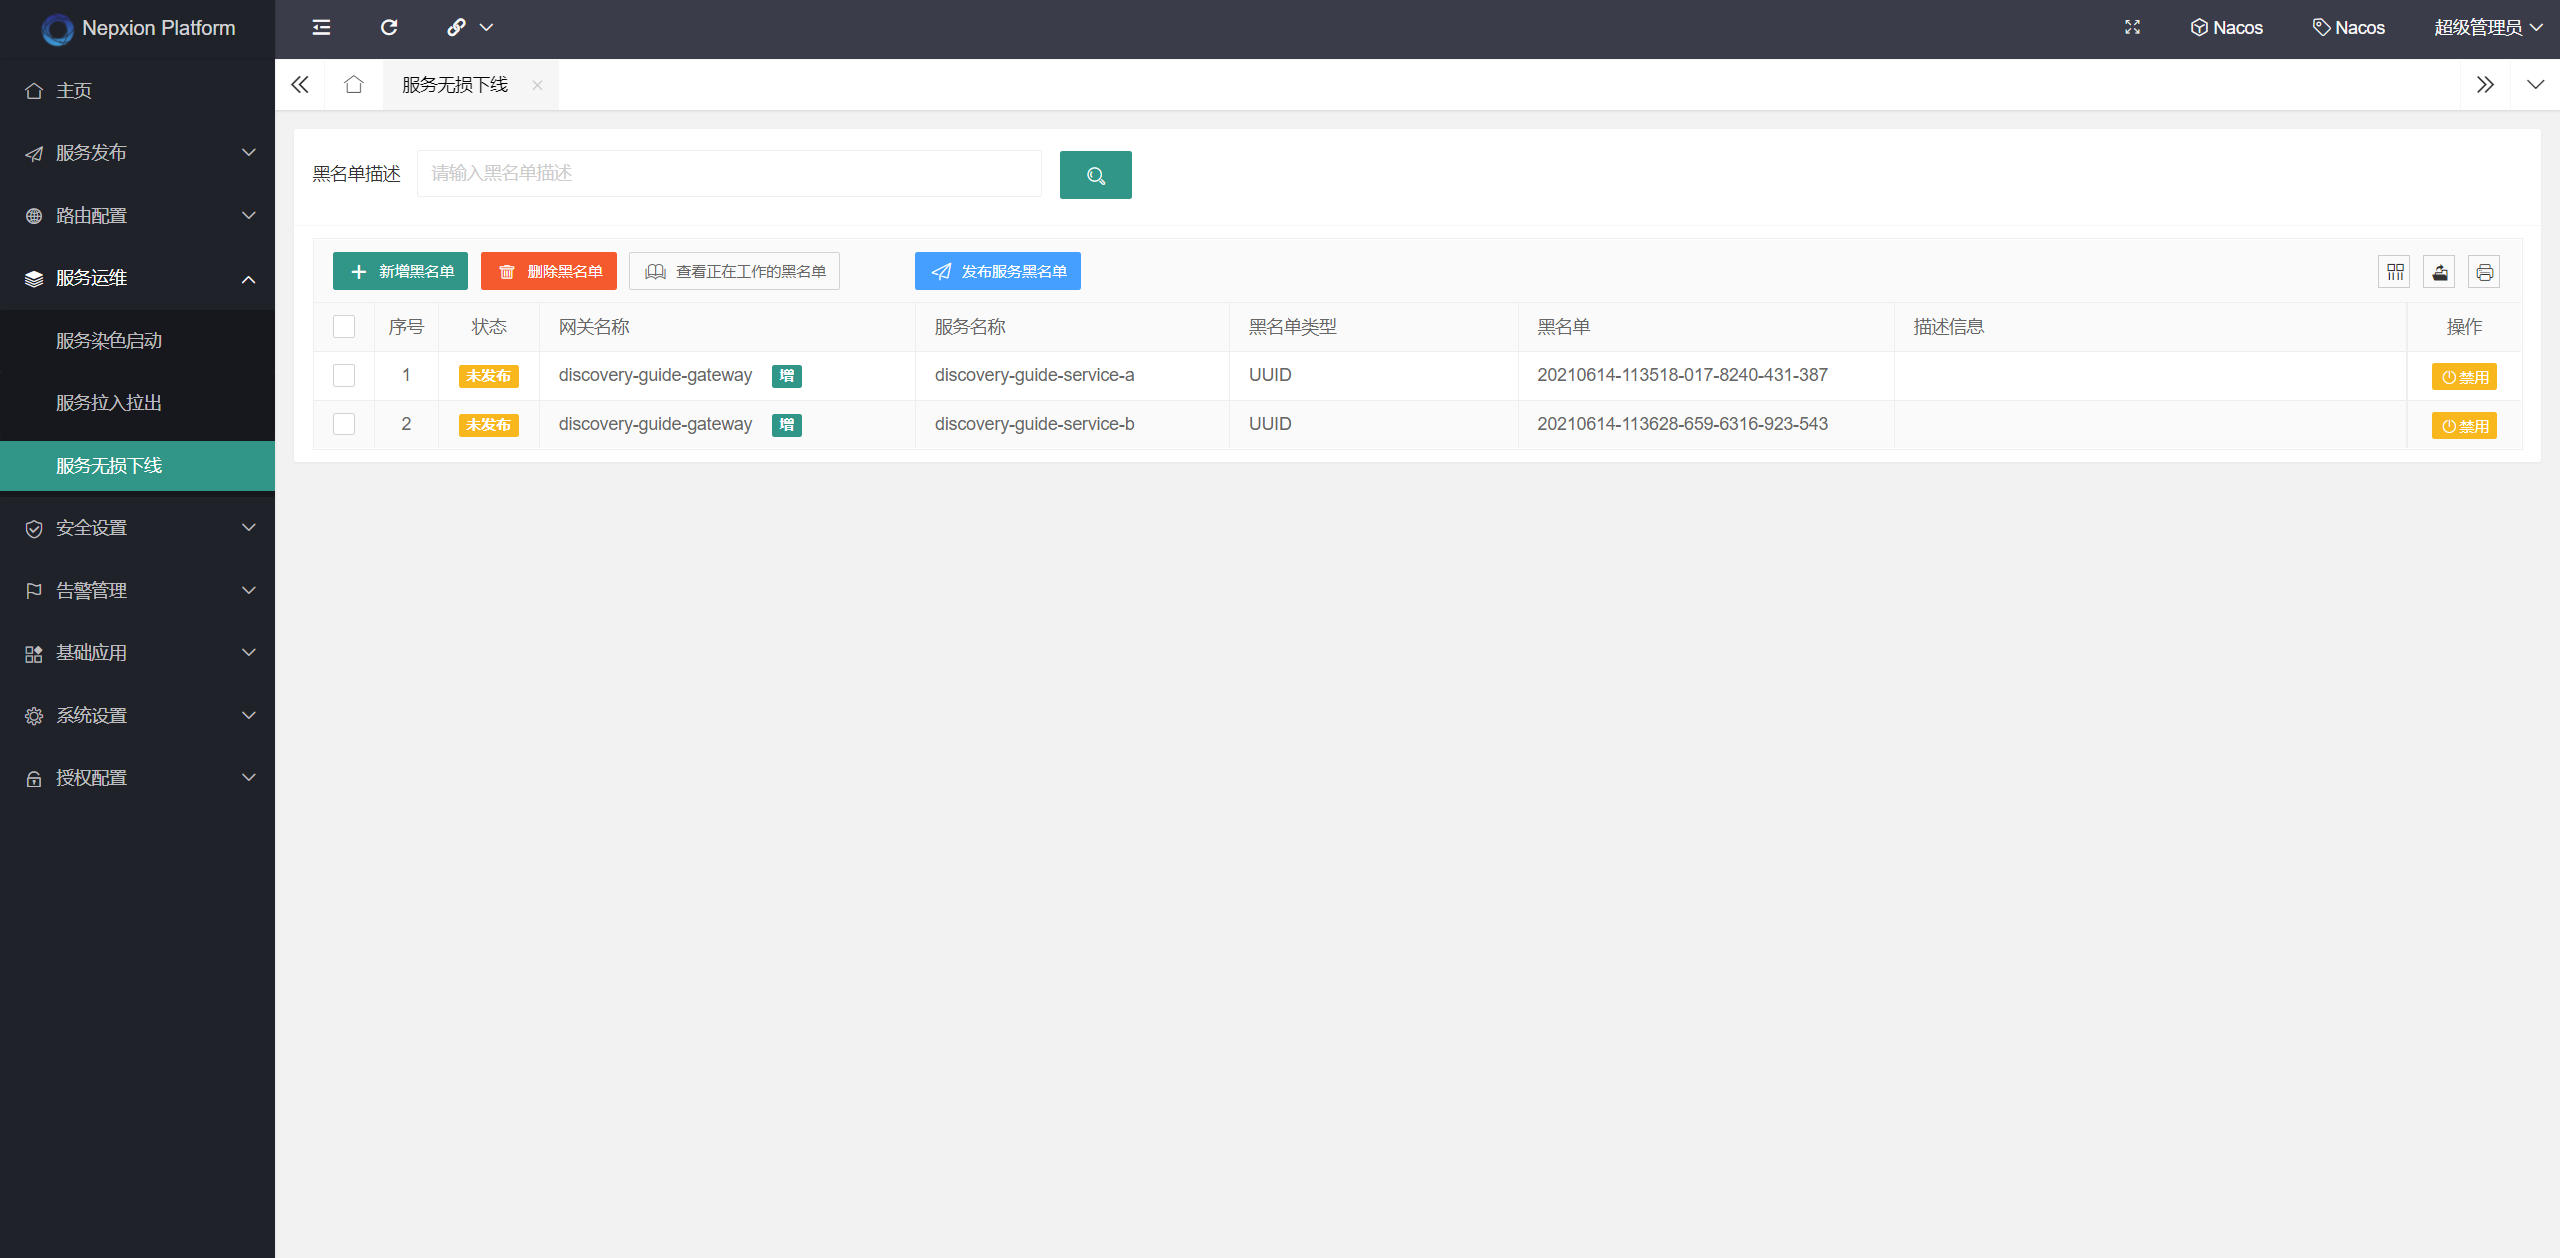 Nepxion Platform
Nacos
Nacos
超级管理员
主页
服务发布
路由配置
服务运维
服务染色启动
服务拉入拉出
服务无损下线
安全设置
告警管理
基础应用
系统设置
授权配置
服务无损下线
黑名单描述 请输入黑名单描述
新增黑名单 删除黑名单 查看正在工作的黑名单 发布服务黑名单
序号 状态 网关名称 服务名称 黑名单类型 黑名单 描述信息 操作
1 未发布 discovery-guide-gateway 增 discovery-guide-service-a UUID 20210614-113518-017-8240-431-387 禁用
2 未发布 discovery-guide-gateway 增 discovery-guide-service-b UUID 20210614-113628-659-6316-923-543 禁用